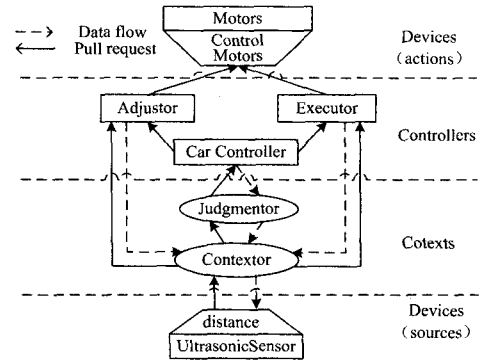 Data flow
Pull request
Motors
Control
Motors
Devices
(actions)
Adjustor
Executor
Controllers
Car Controller
Judgmentor
Cotexts
Contextor
distance
UltrasonicSensor
Devices
(sources)